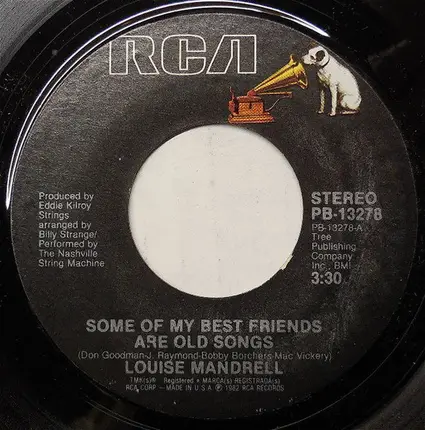 RCA
Produced by
Eddie Kilroy
Strings
arranged by
Billy Strange/
Performed by
The Nashville
String Machine
STEREO
PB-13278
PB-13278-A
Tree
Publishing
Company
Inc., BMI
3:30
SOME OF MY BEST FRIENDS
ARE OLD SONGS
(Don Goodman-J. Raymond-Bobby Borchers-Mac Vickery)
LOUISE MANDRELL
TMK(s)® Registered • MARCA(s) REGISTRADA(s)
RCA CORP — MADE IN U.S.A. ℗ 1982 RCA RECORDS